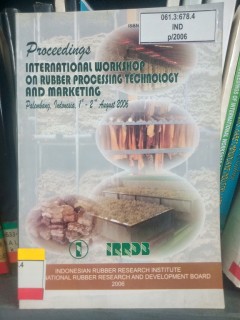 061.3:678.4
IND
p/2006
Proceedings
INTERNATIONAL WORKSHOP
ON RUBBER PROCESSING TECHNOLOGY
AND MARKETING
Palembang, Indonesia, 1st - 2nd August 2006
IRRDB
INDONESIAN RUBBER RESEARCH INSTITUTE
NATIONAL RUBBER RESEARCH AND DEVELOPMENT BOARD
2006